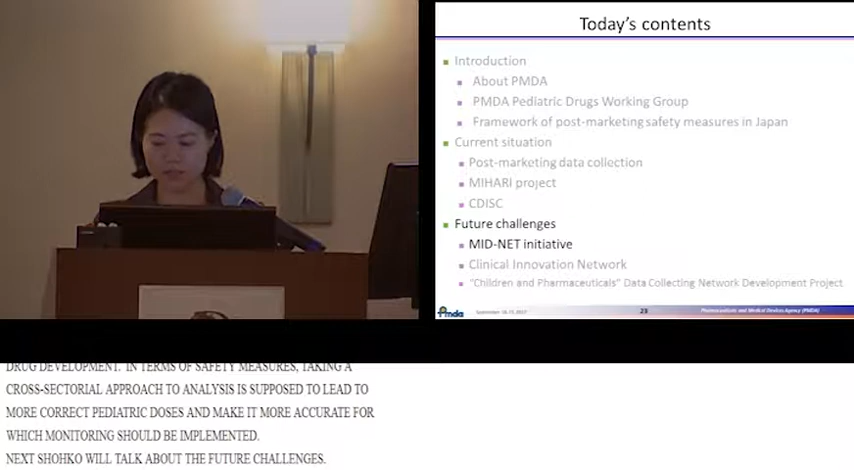 Today's contents
Introduction
About PMDA
PMDA Pediatric Drugs Working Group
Framework of post-marketing safety measures in Japan
Current situation
Post-marketing data collection
MIHARI project
CDISC
Future challenges
MID-NET initiative
Clinical Innovation Network
"Children and Pharmaceuticals" Data Collecting Network Development Project
Pmda
23
Pharmaceuticals and Medical Devices Agency (PMDA)
DRUG DEVELOPMENT. IN TERMS OF SAFETY MEASURES, TAKING A
CROSS-SECTORIAL APPROACH TO ANALYSIS IS SUPPOSED TO LEAD TO
MORE CORRECT PEDIATRIC DOSES AND MAKE IT MORE ACCURATE FOR
WHICH MONITORING SHOULD BE IMPLEMENTED.
NEXT SHOHKO WILL TALK ABOUT THE FUTURE CHALLENGES.